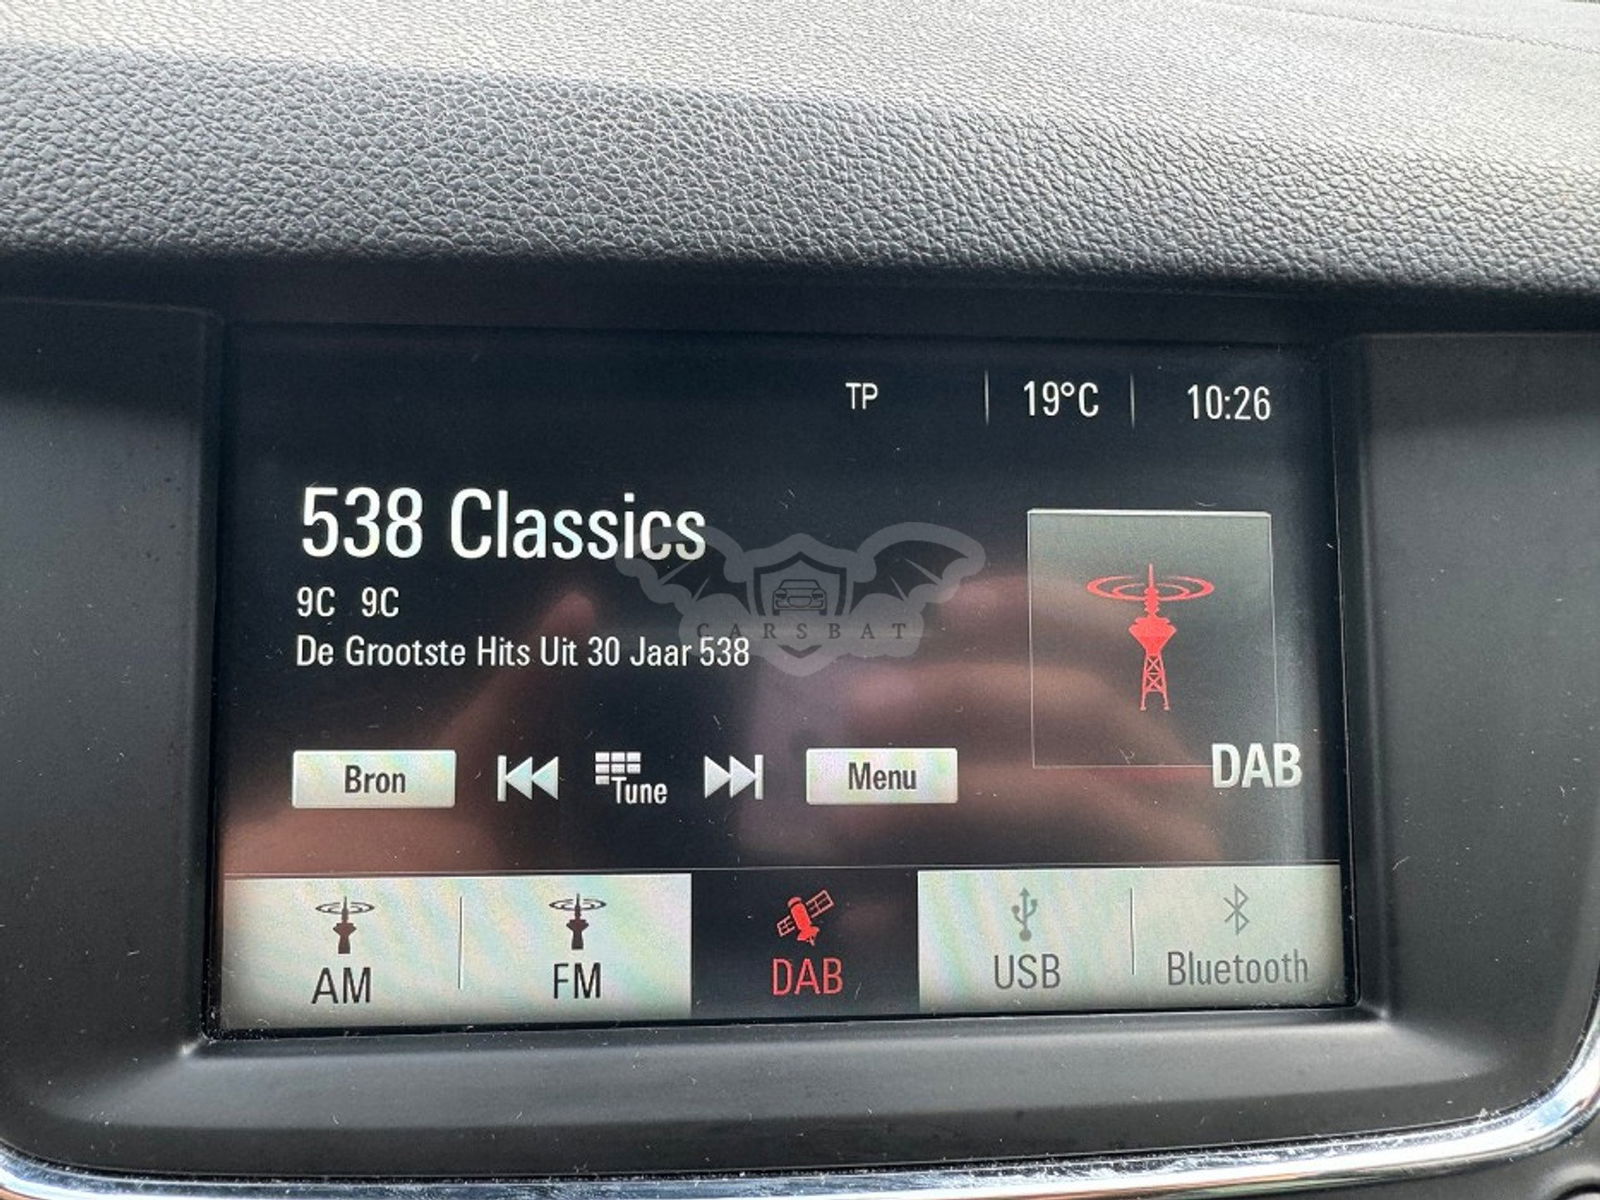 TP 19°C 10:26
538 Classics
9C 9C
CARSBAT
De Grootste Hits Uit 30 Jaar 538
Bron Tune Menu
DAB
AM FM DAB USB Bluetooth